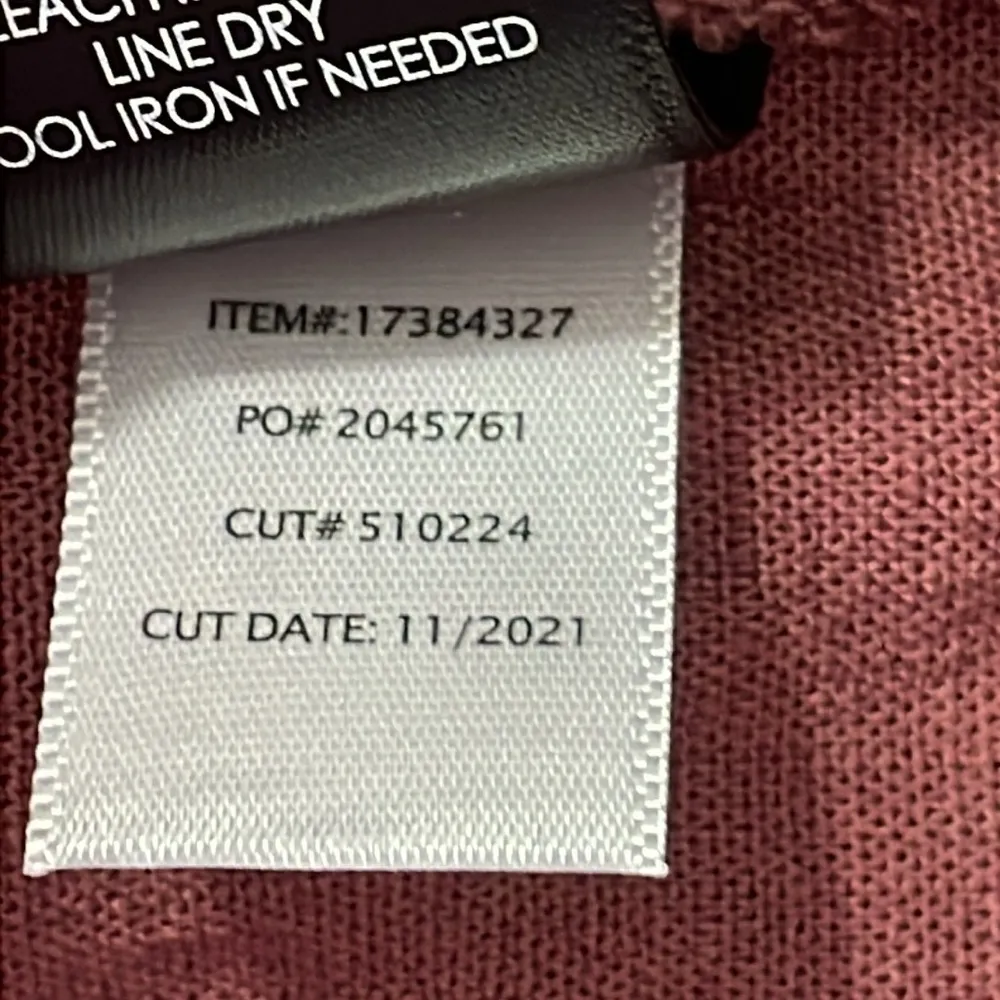 LINE DRY
OOL IRON IF NEEDED
ITEM#:17384327
PO# 2045761
CUT# 510224
CUT DATE: 11/2021